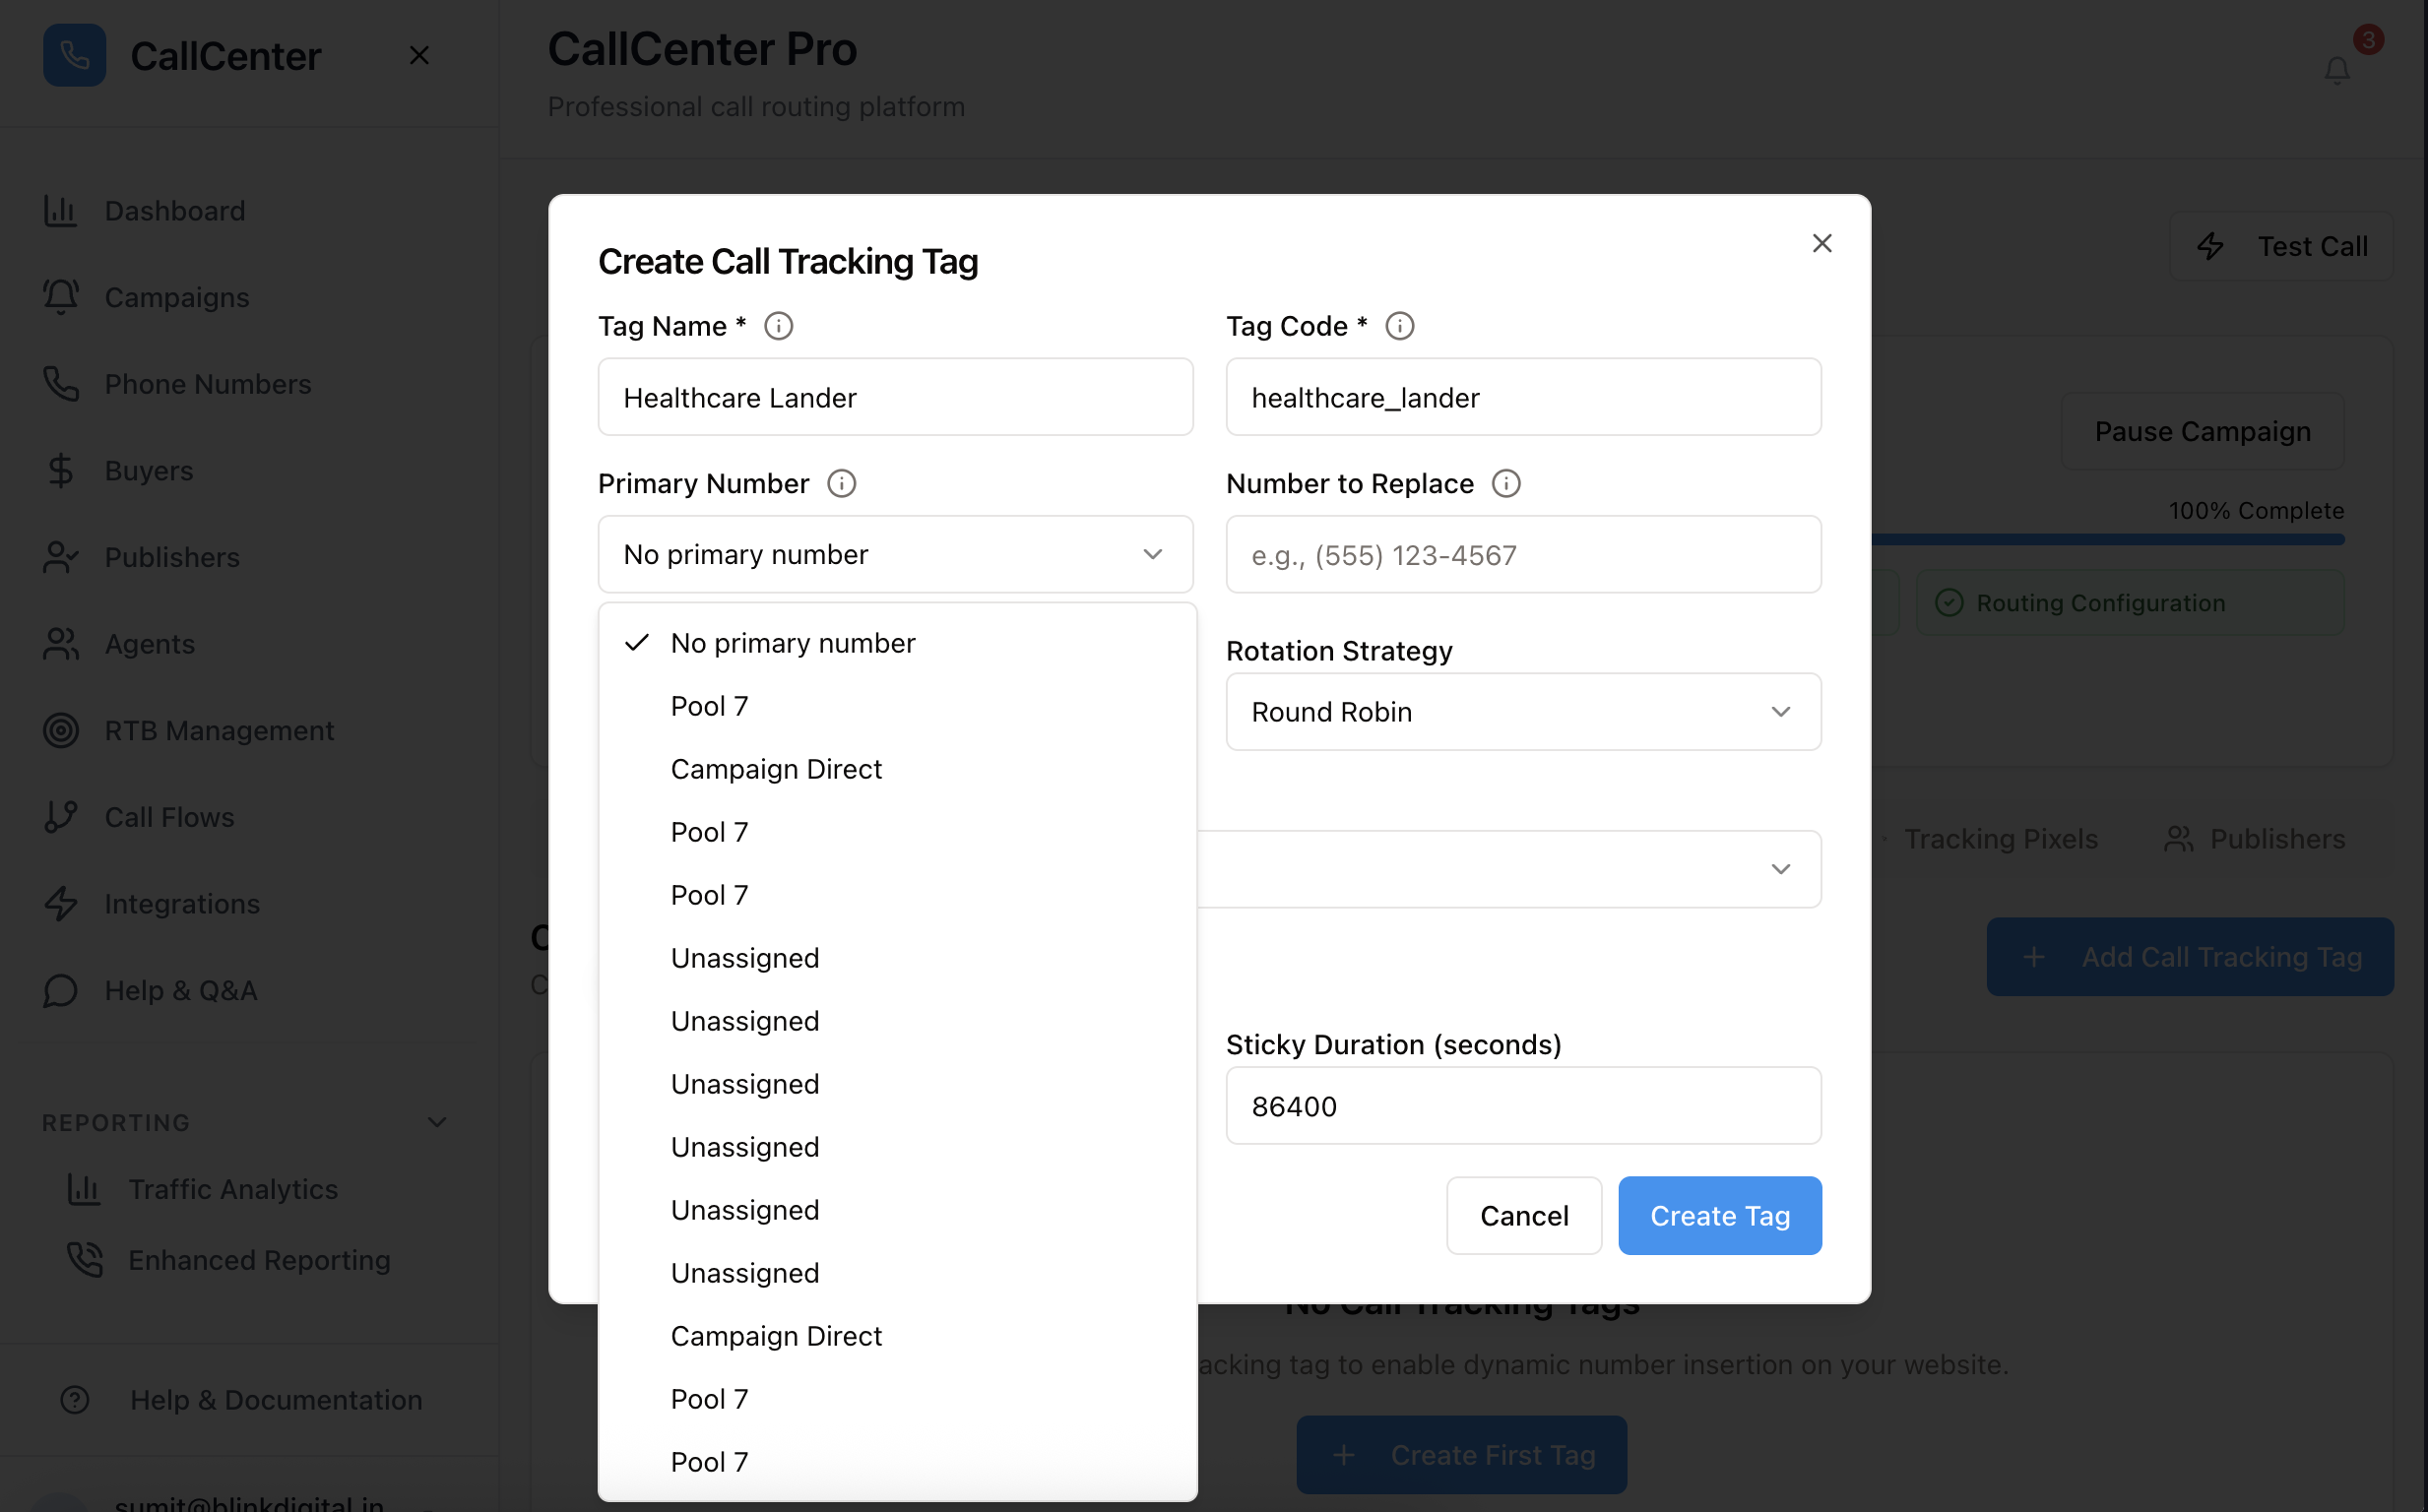 CallCenter
Dashboard
Campaigns
Phone Numbers
Buyers
Publishers
Agents
RTB Management
Call Flows
Integrations
Help & Q&A
REPORTING
Traffic Analytics
Enhanced Reporting
Help & Documentation
sumit@blinkdigital.in
CallCenter Pro
Professional call routing platform
3
Test Call
Pause Campaign
100% Complete
Routing Configuration
Tracking Pixels
Publishers
Add Call Tracking Tag
Create Call Tracking Tag
Tag Name *
Tag Code *
Healthcare Lander
healthcare_lander
Primary Number
Number to Replace
No primary number
e.g., (555) 123-4567
No primary number
Pool 7
Campaign Direct
Pool 7
Pool 7
Unassigned
Unassigned
Unassigned
Unassigned
Unassigned
Unassigned
Campaign Direct
Pool 7
Pool 7
Rotation Strategy
Round Robin
Sticky Duration (seconds)
86400
Cancel
Create Tag
No Call Tracking Tags
acking tag to enable dynamic number insertion on your website.
Create First Tag